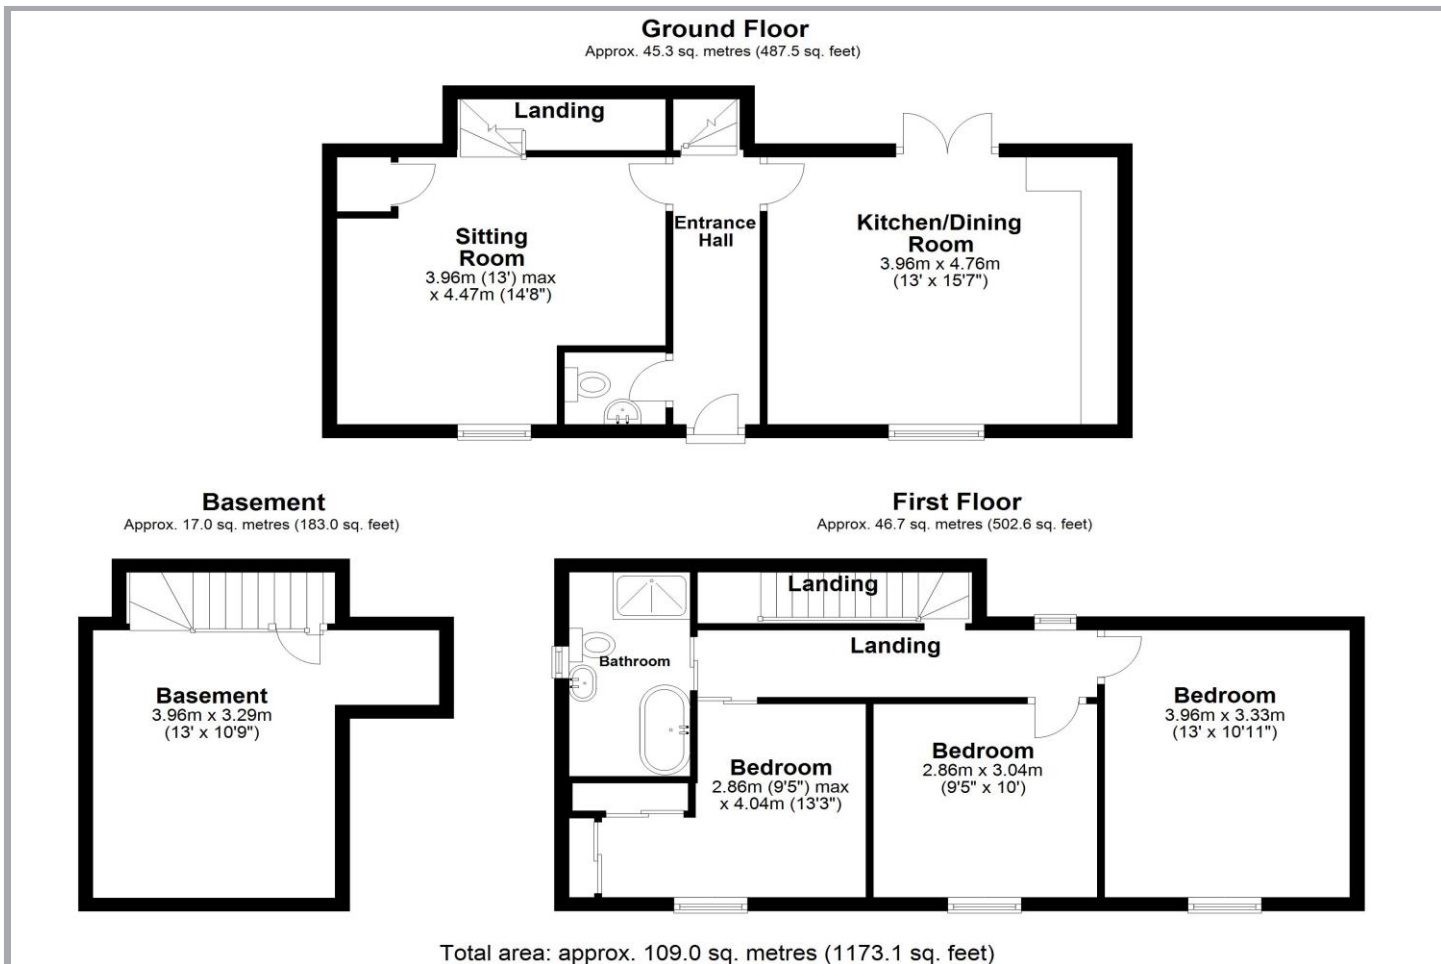 Ground Floor
Approx. 45.3 sq. metres (487.5 sq. feet)
Landing
Sitting
Room
3.96m (13') max
x 4.47m (14'8")
Entrance
Hall
Kitchen/Dining
Room
3.96m x 4.76m
(13' x 15'7")
Basement
Approx. 17.0 sq. metres (183.0 sq. feet)
Basement
3.96m x 3.29m
(13' x 10'9")
First Floor
Approx. 46.7 sq. metres (502.6 sq. feet)
Landing
Landing
Bathroom
Bedroom
2.86m (9'5") max
x 4.04m (13'3")
Bedroom
2.86m x 3.04m
(9'5" x 10')
Bedroom
3.96m x 3.33m
(13' x 10'11")
Total area: approx. 109.0 sq. metres (1173.1 sq. feet)